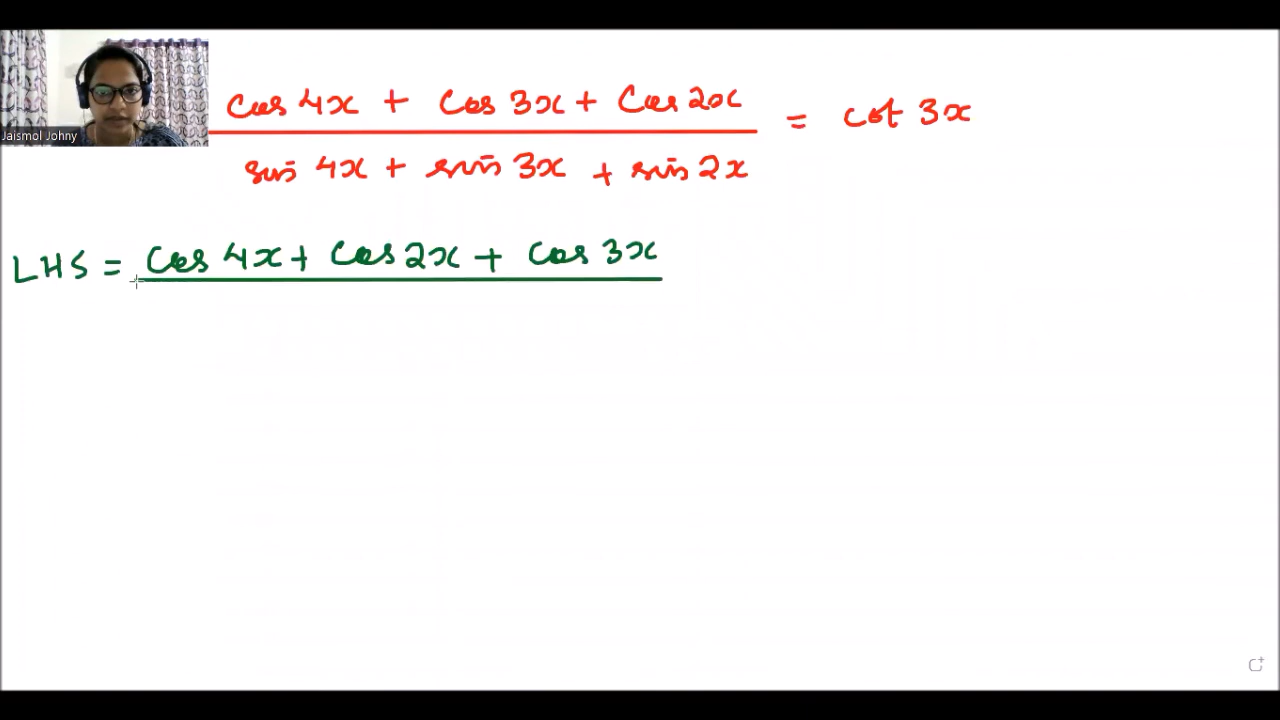 Jaismol Johny
cos 4x + cos 3x + cos 2x
= cot 3x
sin 4x + sin 3x + sin 2x
LHS = cos 4x + cos 2x + cos 3x